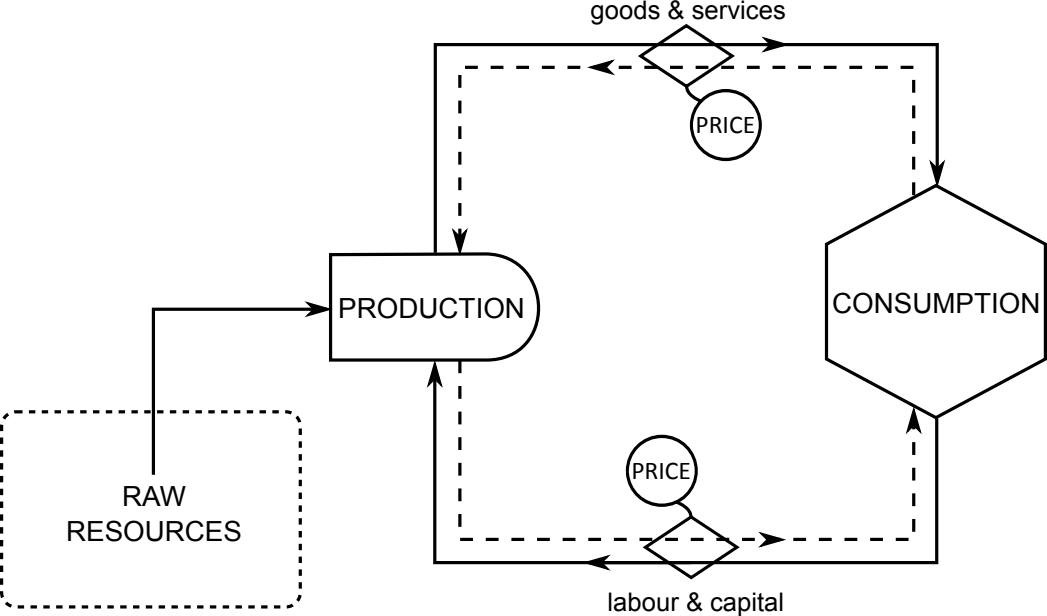 goods & services
PRICE
PRODUCTION
CONSUMPTION
RAW
RESOURCES
PRICE
labour & capital